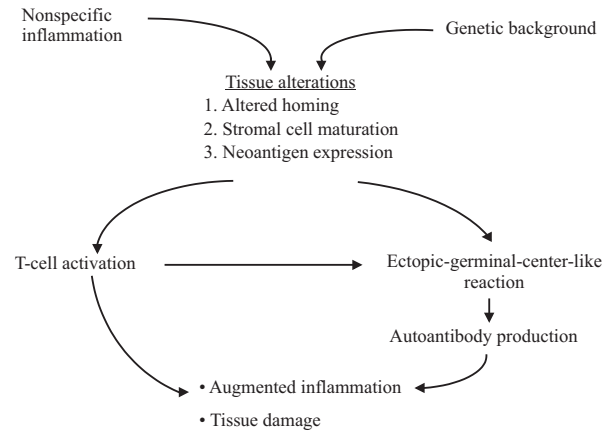 Nonspecific
inflammation
Genetic background
Tissue alterations
1. Altered homing
2. Stromal cell maturation
3. Neoantigen expression
T-cell activation
Ectopic-germinal-center-like
reaction
Autoantibody production
• Augmented inflammation
• Tissue damage